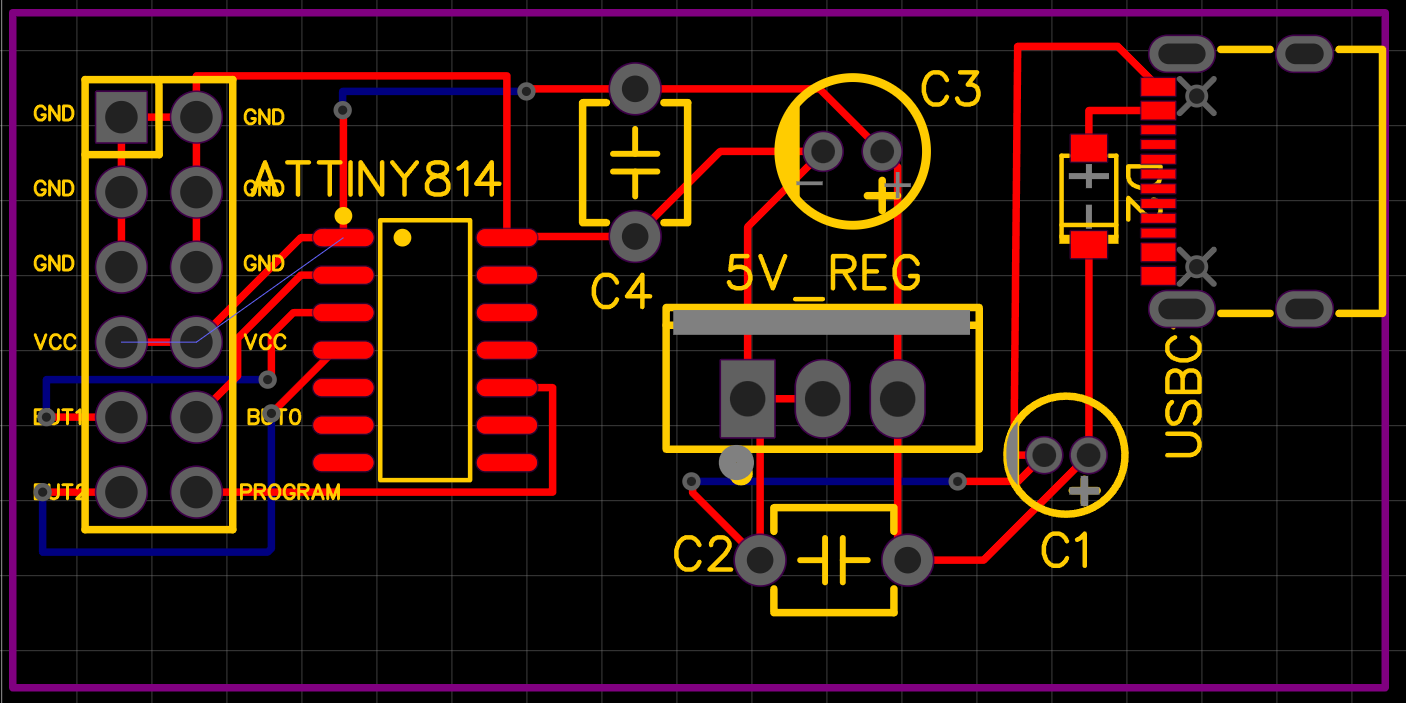 GND GND
GND GND
GND GND
VCC VCC
BUT1 BUT0
BUT2 PROGRAM
ATTINY814
C4
C3
5V_REG
C2
C1
USBC